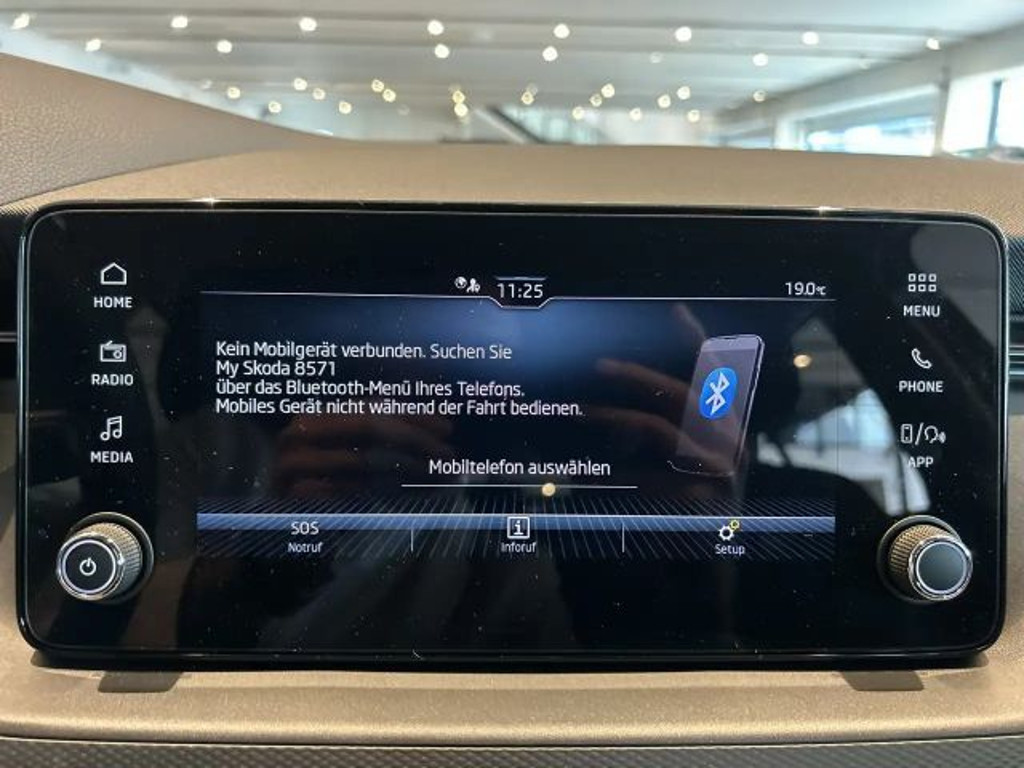 11:25
19.0°C
HOME
RADIO
MEDIA
Kein Mobilgerät verbunden. Suchen Sie
My Skoda 8571
über das Bluetooth-Menü Ihres Telefons.
Mobiles Gerät nicht während der Fahrt bedienen.
Mobiltelefon auswählen
SOS
Notruf
i
Inforuf
Setup
MENU
PHONE
APP